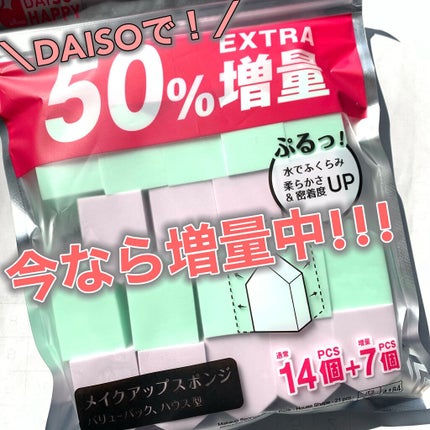 DAISO
HAPPY
\DAISOで!/
EXTRA
50%増量
ぷるっ!
水でふくらみ
柔らかさ
&密着度
UP
今なら増量中!!!
通常 14個 PCS + 増量 7個 PCS
メイクアップスポンジ
バリューパック、ハウス型